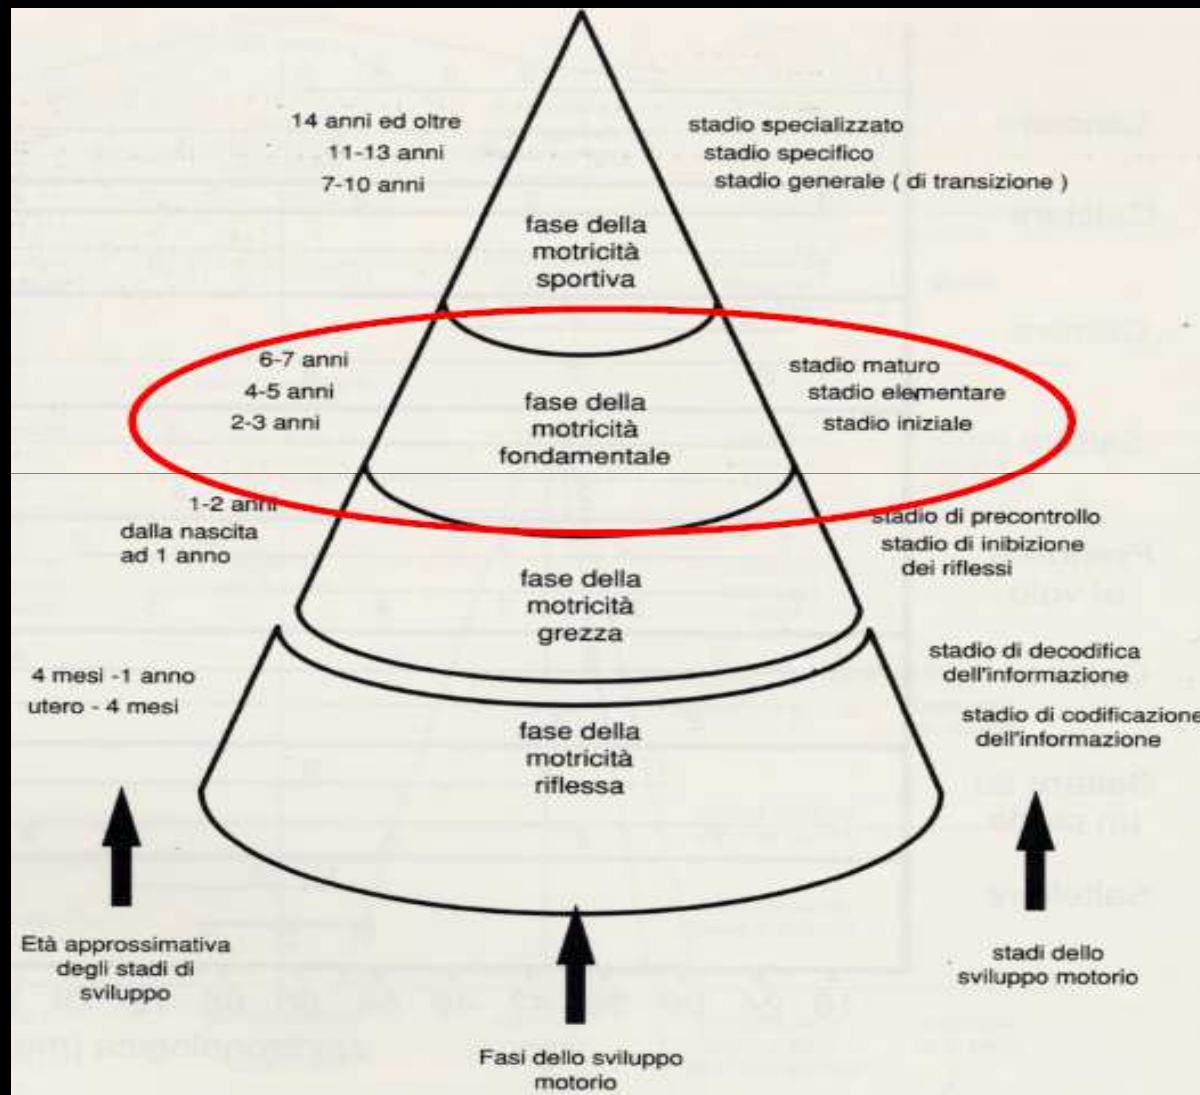 14 anni ed oltre
11-13 anni
7-10 anni
stadio specializzato
stadio specifico
stadio generale ( di transizione )
fase della
motricità
sportiva
6-7 anni
4-5 anni
2-3 anni
stadio maturo
stadio elementare
stadio iniziale
fase della
motricità
fondamentale
1-2 anni
dalla nascita
ad 1 anno
stadio di precontrollo
stadio di inibizione
dei riflessi
fase della
motricità
grezza
4 mesi -1 anno
utero - 4 mesi
stadio di decodifica
dell'informazione
stadio di codificazione
dell'informazione
fase della
motricità
riflessa
Età approssimativa
degli stadi di
sviluppo
Fasi dello sviluppo
motorio
stadi dello
sviluppo motorio